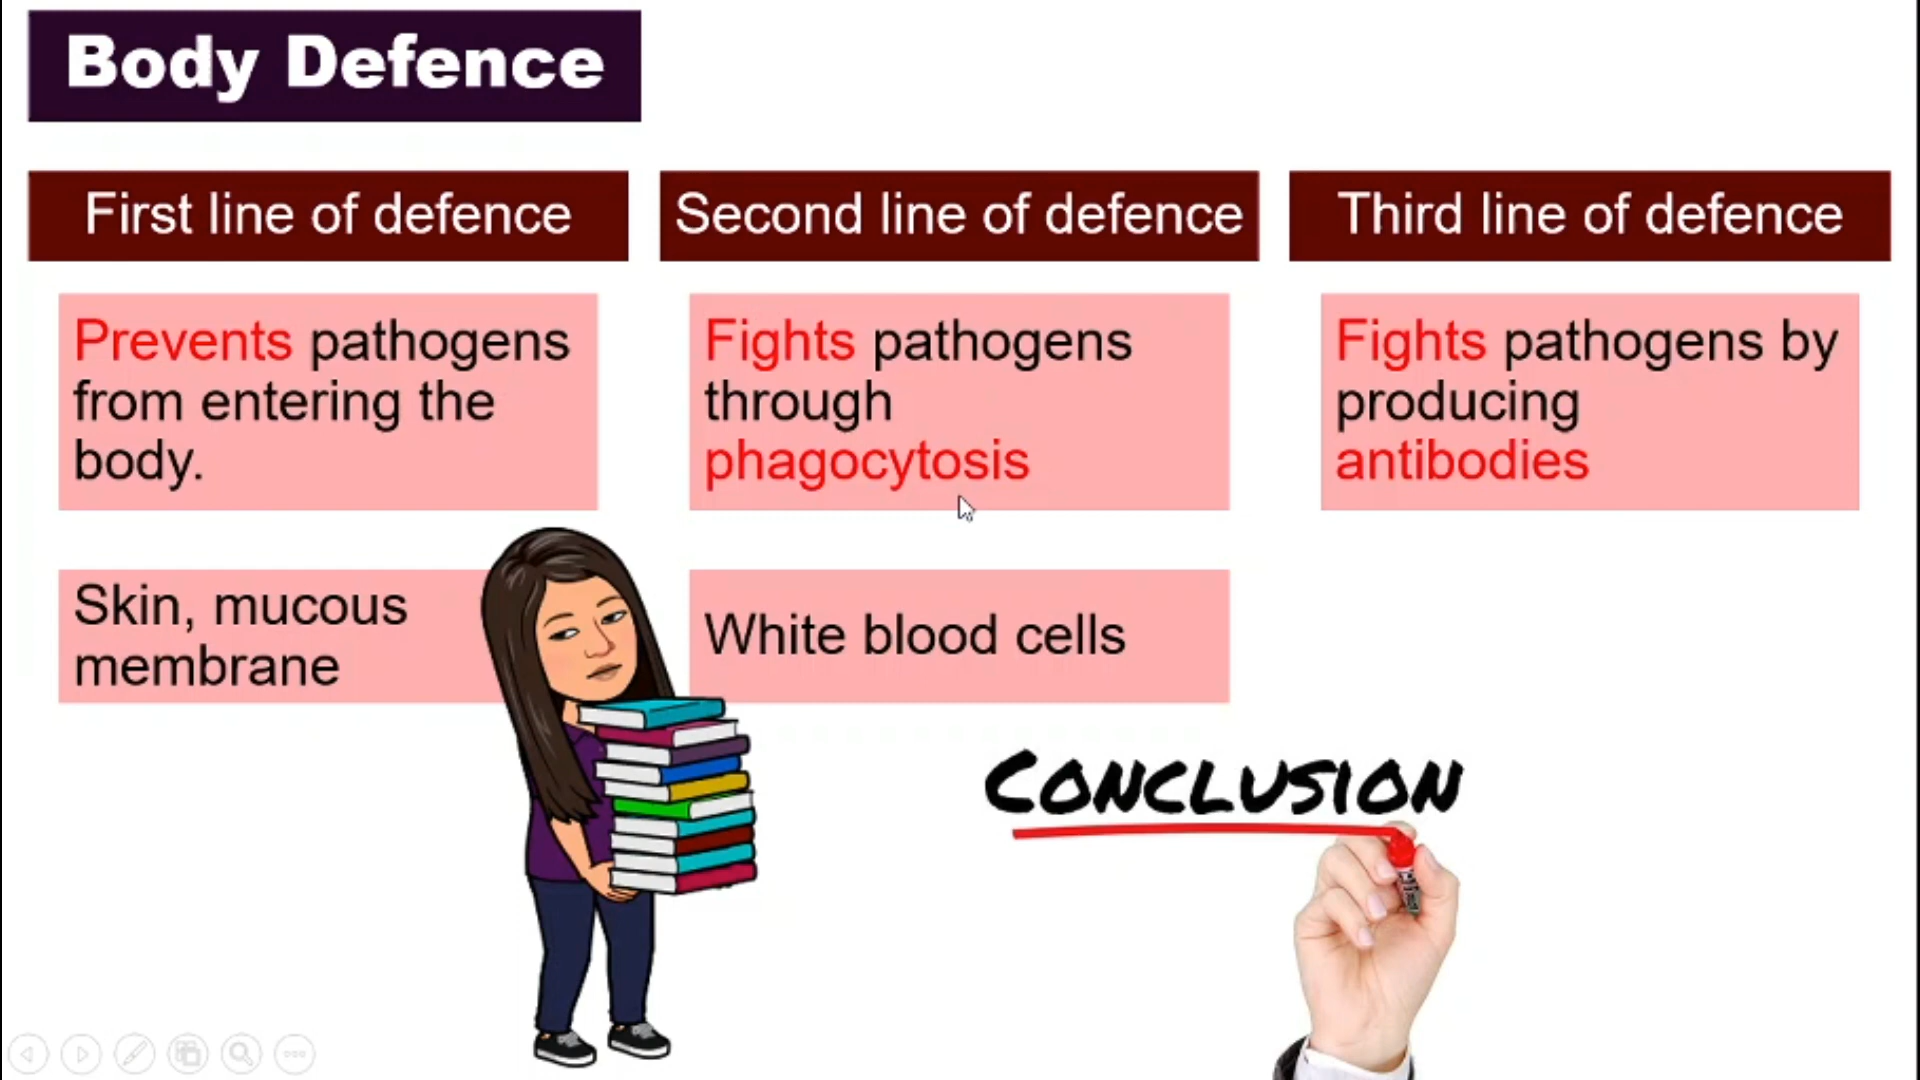 Body Defence
First line of defence
Prevents pathogens
from entering the
body.
Skin, mucous
membrane
Second line of defence
Fights pathogens
through
phagocytosis
White blood cells
Third line of defence
Fights pathogens by
producing
antibodies
CONCLUSION